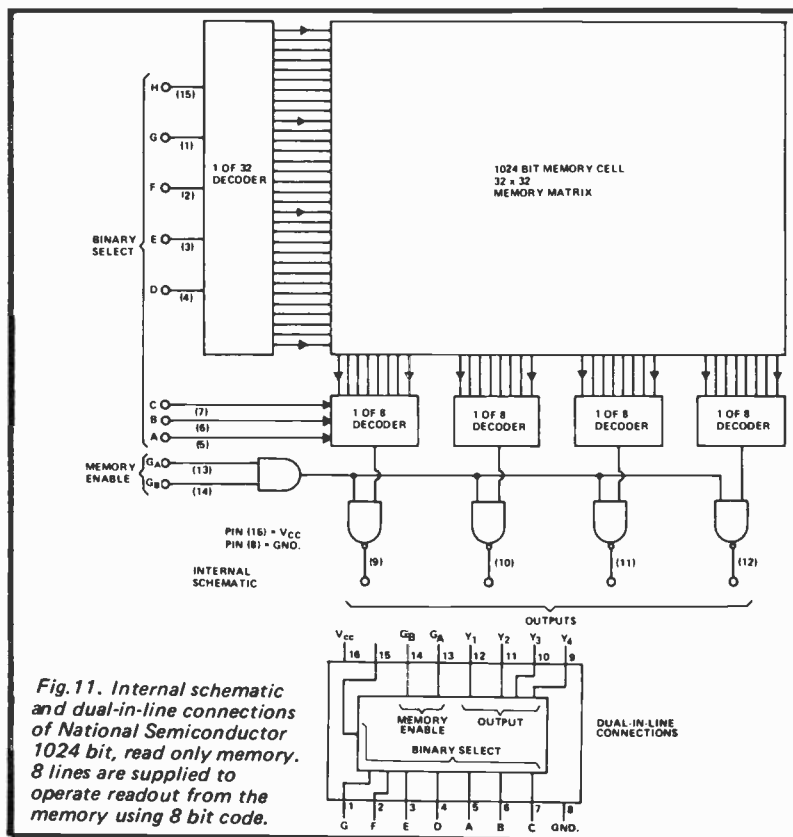 H
(15)
G
(1)
F
(2)
E
(3)
D
(4)
BINARY
SELECT
1 OF 32
DECODER
1024 BIT MEMORY CELL
32 x 32
MEMORY MATRIX
C
(7)
B
(6)
A
(5)
1 OF 8
DECODER
1 OF 8
DECODER
1 OF 8
DECODER
1 OF 8
DECODER
MEMORY
ENABLE
GA
(13)
GB
(14)
PIN (16) = VCC
PIN (8) = GND.
INTERNAL
SCHEMATIC
(9)
(10)
(11)
(12)
OUTPUTS
Vcc GB GA Y1 Y2 Y3 Y4
16 15 14 13 12 11 10 9
MEMORY
ENABLE
OUTPUT
BINARY SELECT
DUAL-IN-LINE
CONNECTIONS
1 2 3 4 5 6 7 8
G F E D A B C GND.
Fig.11. Internal schematic
and dual-in-line connections
of National Semiconductor
1024 bit, read only memory.
8 lines are supplied to
operate readout from the
memory using 8 bit code.